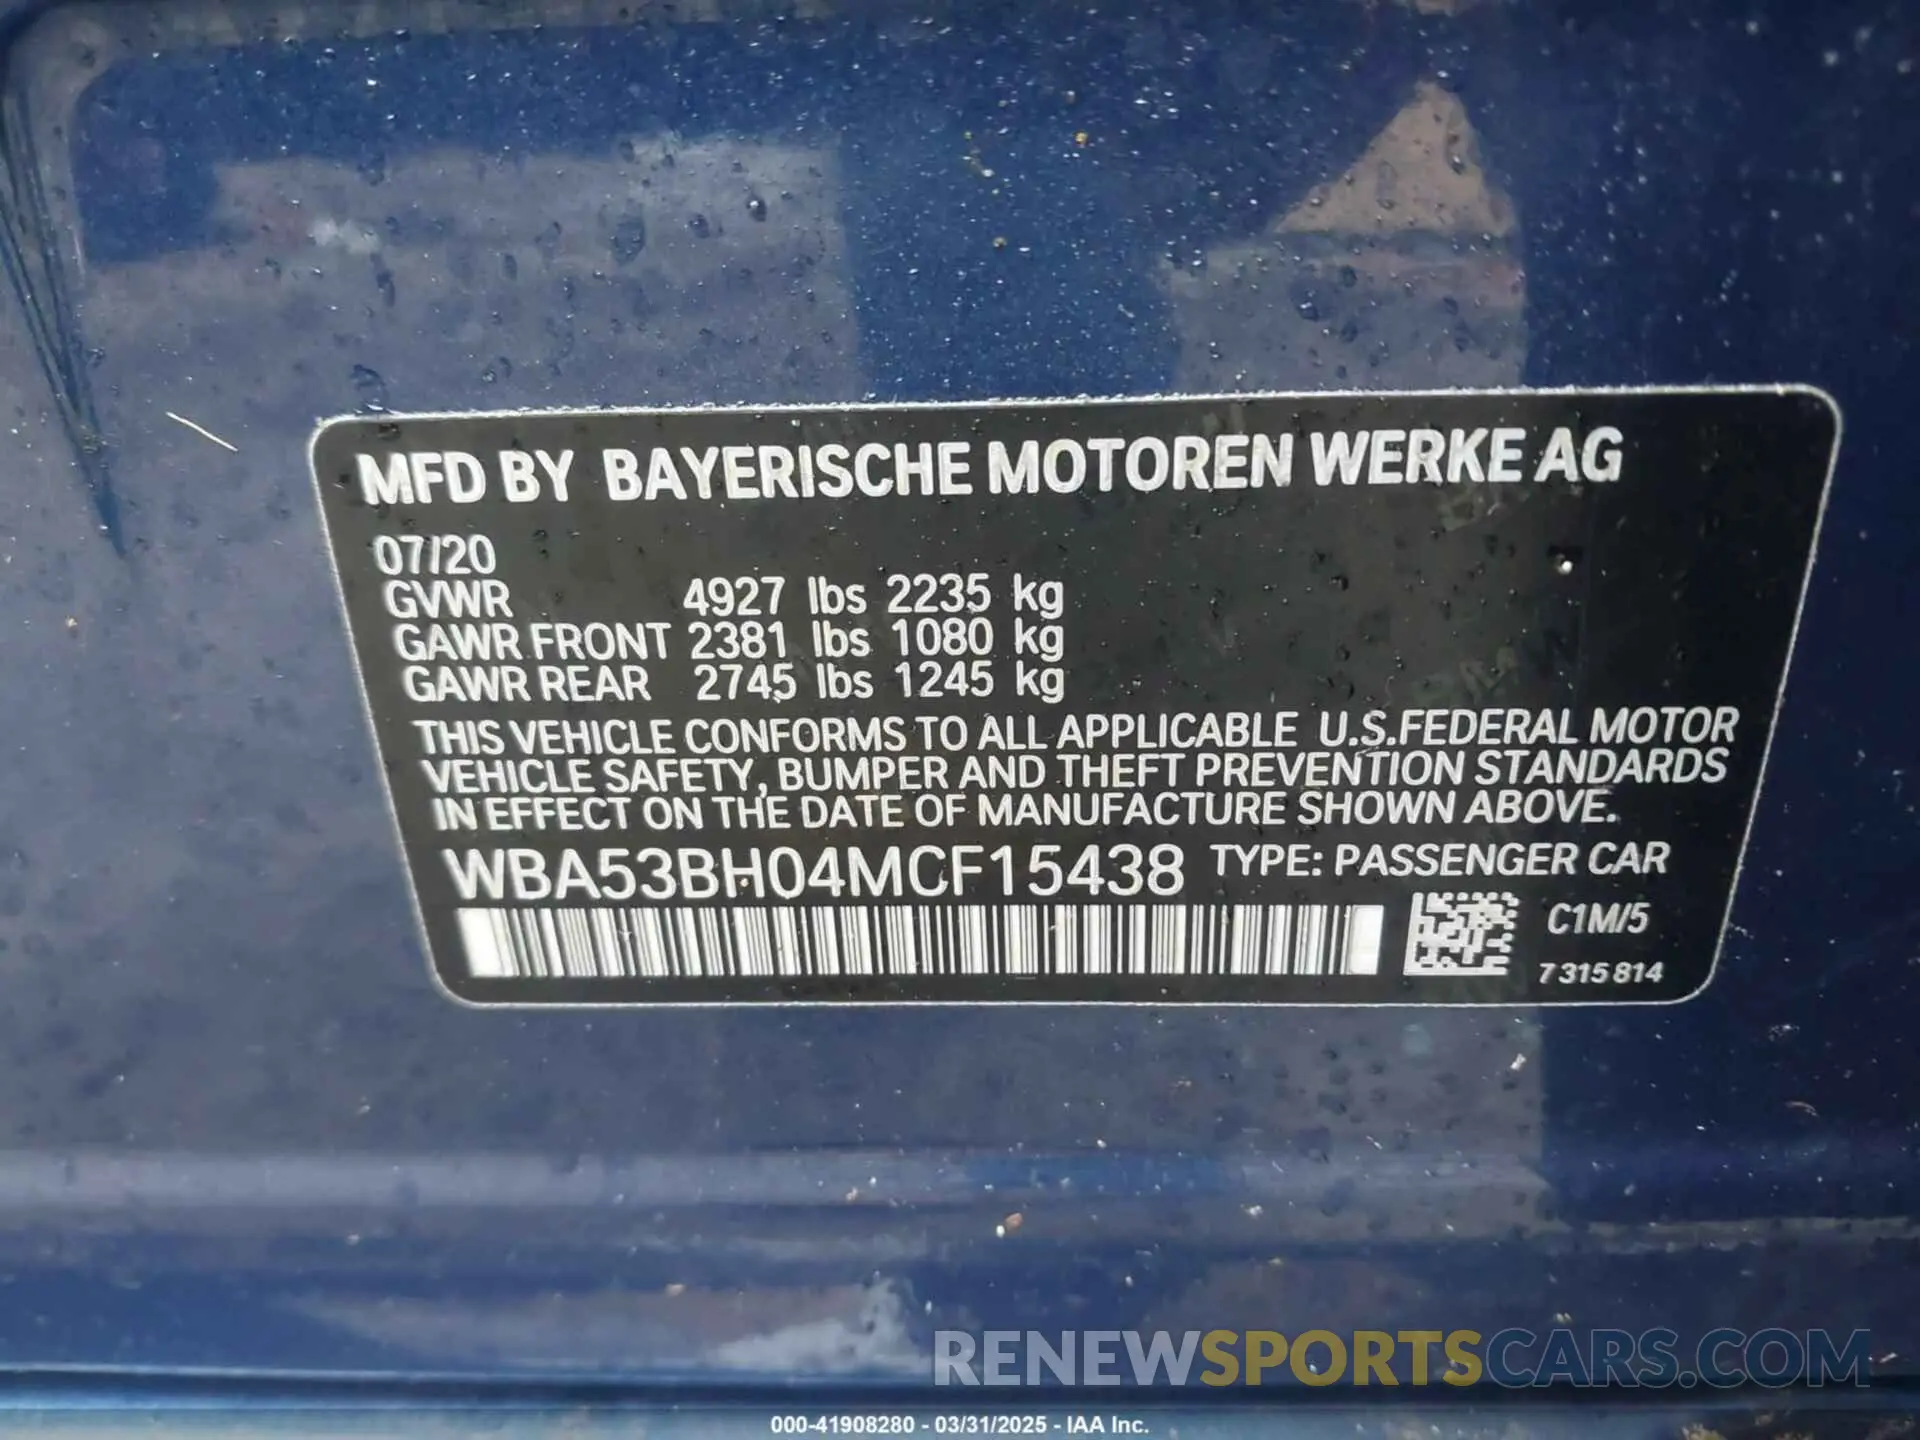 MFD BY BAYERISCHE MOTOREN WERKE AG
07/20
GVWR 4927 lbs 2235 kg
GAWR FRONT 2381 lbs 1080 kg
GAWR REAR 2745 lbs 1245 kg
THIS VEHICLE CONFORMS TO ALL APPLICABLE U.S.FEDERAL MOTOR
VEHICLE SAFETY, BUMPER AND THEFT PREVENTION STANDARDS
IN EFFECT ON THE DATE OF MANUFACTURE SHOWN ABOVE.
WBA53BH04MCF15438 TYPE: PASSENGER CAR
C1M/5
7 315 814
RENEWSPORTSCARS.COM
000-41908280 - 03/31/2025 - IAA Inc.